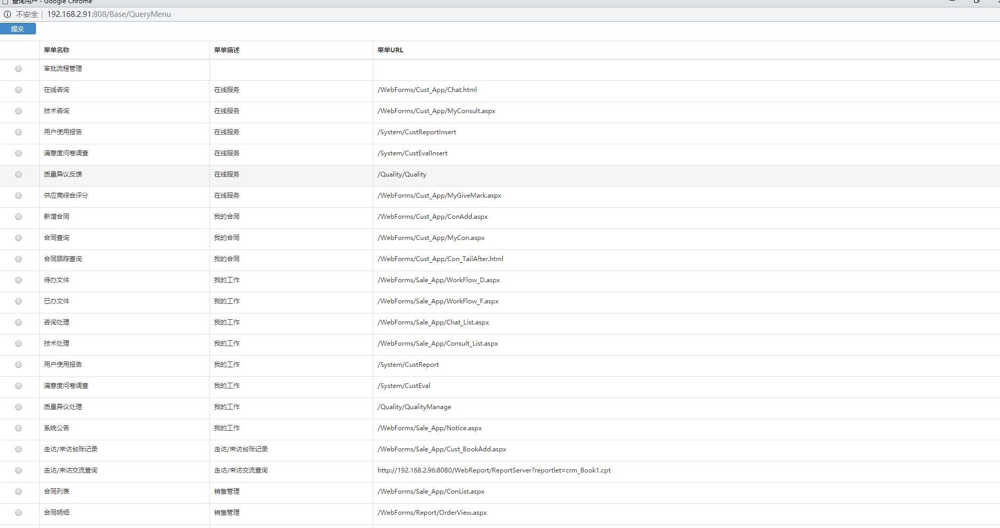 查询用户 - Google Chrome
不安全 192.168.2.91:808/Base/QueryMenu
提交
菜单名称 菜单描述 菜单URL
审批流程管理
在线咨询 在线服务 /WebForms/Cust_App/Chat.html
技术咨询 在线服务 /WebForms/Cust_App/MyConsult.aspx
用户使用报告 在线服务 /System/CustReportInsert
满意度问卷调查 在线服务 /System/CustEvalInsert
质量异议反馈 在线服务 /Quality/Quality
供应商综合评分 在线服务 /WebForms/Cust_App/MyGiveMark.aspx
新增合同 我的合同 /WebForms/Cust_App/ConAdd.aspx
合同查询 我的合同 /WebForms/Cust_App/MyCon.aspx
合同跟踪查询 我的合同 /WebForms/Cust_App/Con_TailAfter.html
待办文件 我的工作 /WebForms/Sale_App/WorkFlow_D.aspx
已办文件 我的工作 /WebForms/Sale_App/WorkFlow_F.aspx
咨询处理 我的工作 /WebForms/Sale_App/Chat_List.aspx
技术处理 我的工作 /WebForms/Sale_App/Consult_List.aspx
用户使用报告 我的工作 /System/CustReport
满意度问卷调查 我的工作 /System/CustEval
质量异议处理 我的工作 /Quality/QualityManage
系统公告 我的工作 /WebForms/Sale_App/Notice.aspx
走访/来访台账记录 走访/来访台账记录 /WebForms/Sale_App/Cust_BookAdd.aspx
走访/来访交流查询 走访/来访交流查询 http://192.168.2.96:8080/WebReport/ReportServer?reportlet=crm_Book1.cpt
合同列表 销售管理 /WebForms/Sale_App/ConList.aspx
合同明细 销售管理 /WebForms/Report/OrderView.aspx